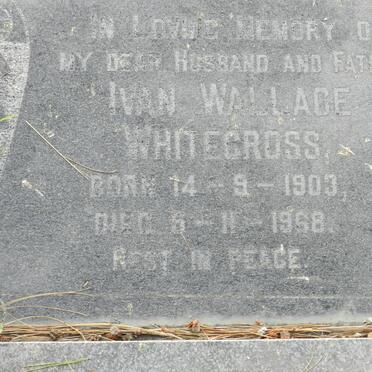 IN LOVING MEMORY O
MY DEAR HUSBAND AND FAT
IVAN WALLACE
WHITECROSS,
BORN 14-9-1903,
DIED 6-11-1968.
REST IN PEACE.